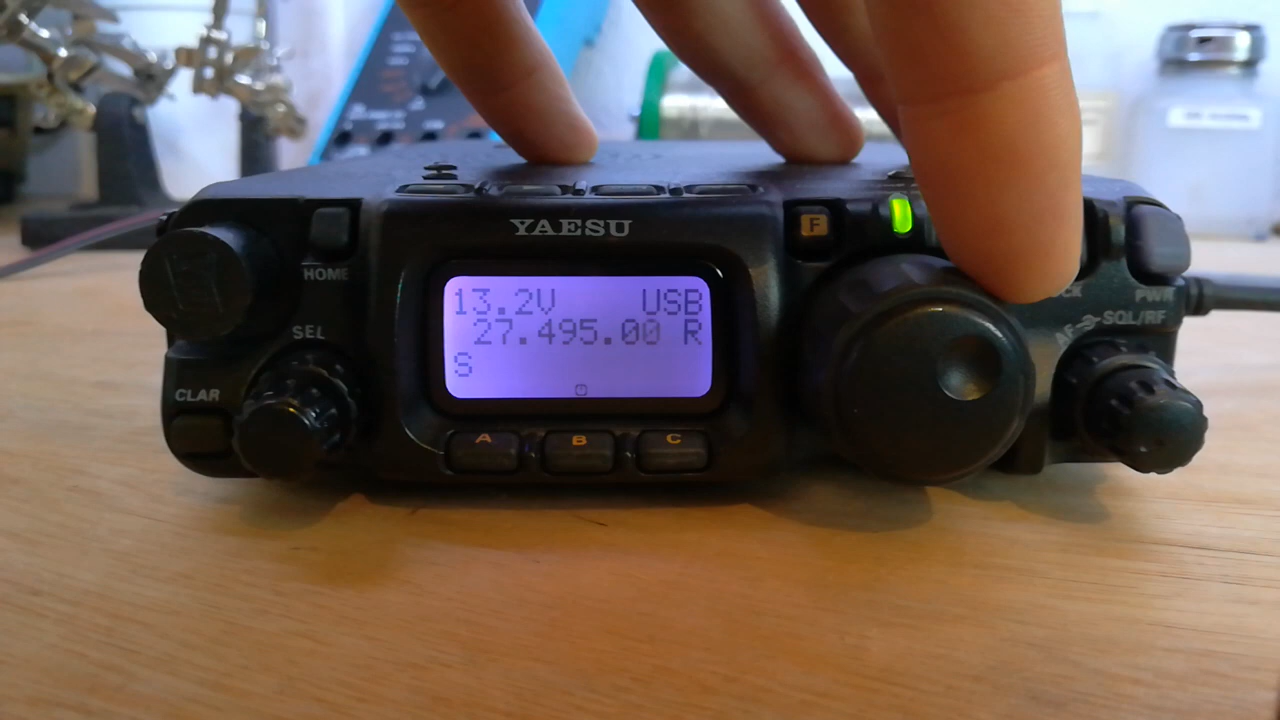 YAESU
F
HOME
13.2V USB
27.495.00 R
S
SEL
CLAR
PWR
AF SQL/RF
A B C